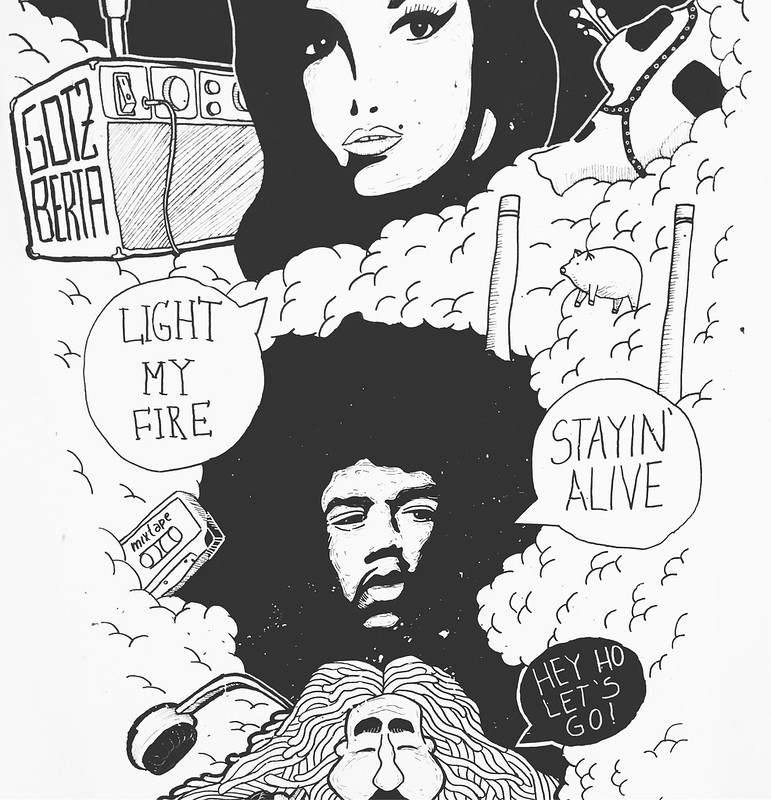 GOTZ
BERTA
LIGHT
MY
FIRE
STAYIN'
ALIVE
mixtape
HEY HO
LET'S
GO!